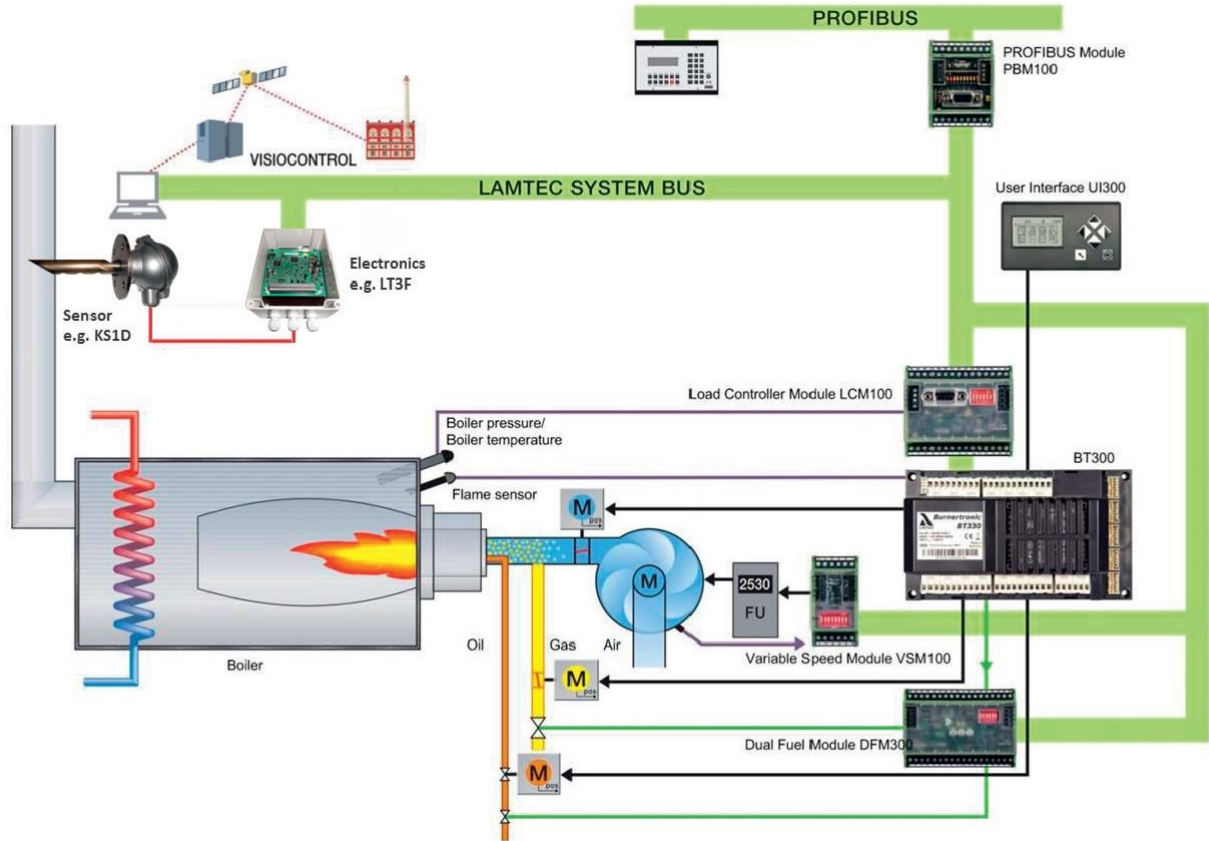 PROFIBUS
PROFIBUS Module
PBM100
VISIOCONTROL
LAMTEC SYSTEM BUS
User Interface UI300
Electronics
e.g. LT3F
Sensor
e.g. KS1D
Load Controller Module LCM100
Boiler pressure/
Boiler temperature
BT300
Flame sensor
M
pos
Burnertronic
BT330
M
2530
FU
Oil
Gas
Air
Variable Speed Module VSM100
Boiler
M
pos
Dual Fuel Module DFM300
M
pos